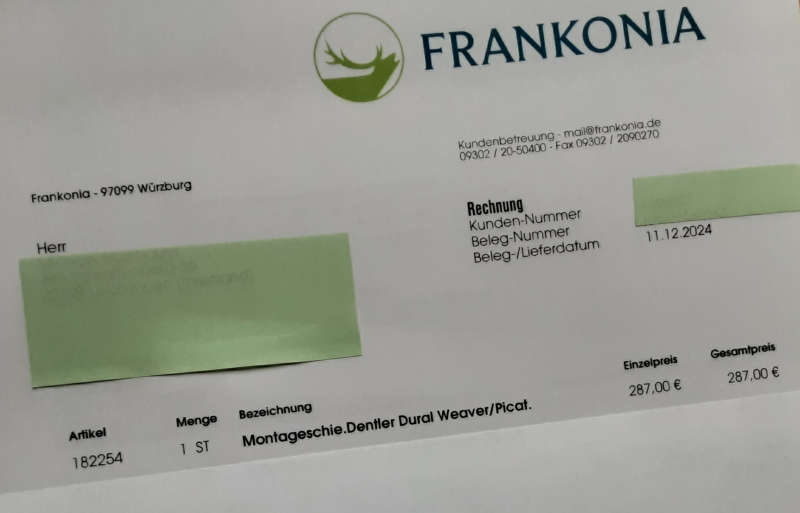 FRANKONIA
Kundenbetreuung - mail@frankonia.de
09302 / 20-50400 - Fax 09302 / 2090270
Frankonia - 97099 Würzburg
Rechnung
Kunden-Nummer
Beleg-Nummer
Beleg-/Lieferdatum 11.12.2024
Herr
Artikel Menge Bezeichnung Einzelpreis Gesamtpreis
182254 1 ST Montageschie.Dentler Dural Weaver/Picat. 287,00 € 287,00 €